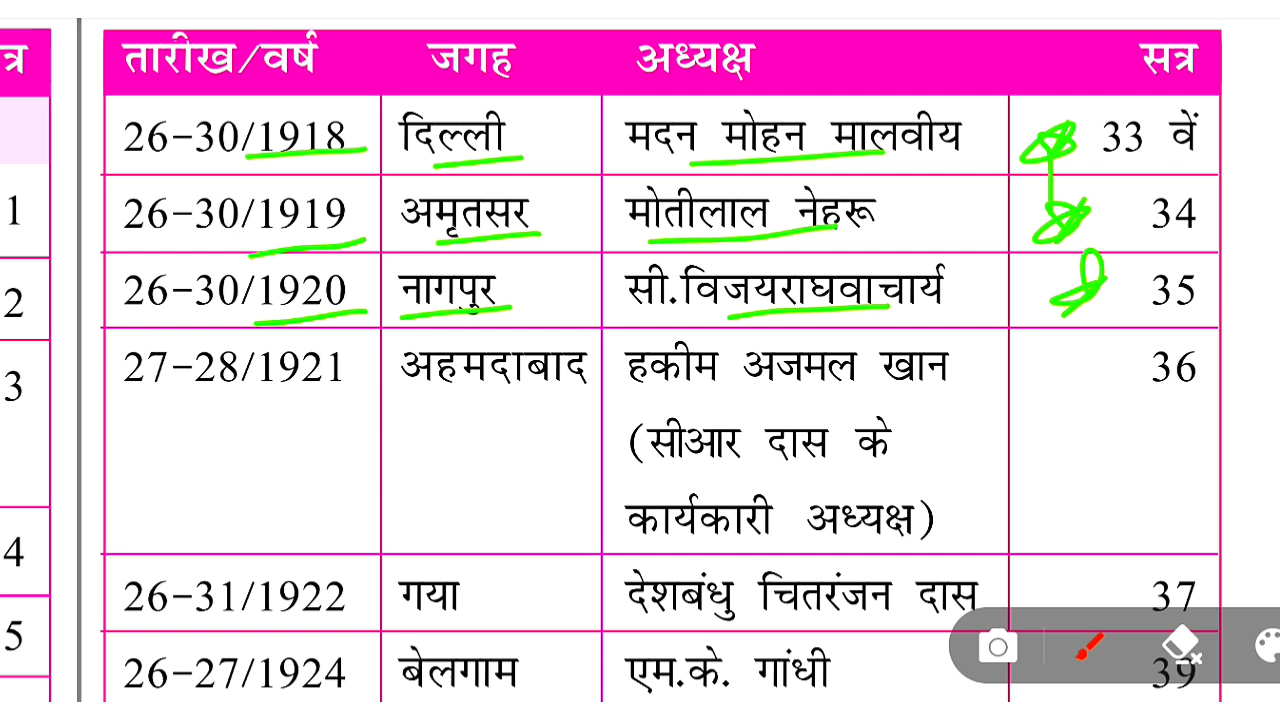 त्र
1
2
3
4
5
तारीख/वर्ष जगह अध्यक्ष सत्र
26-30/1918 दिल्ली मदन मोहन मालवीय 33 वें
26-30/1919 अमृतसर मोतीलाल नेहरू 34
26-30/1920 नागपुर सी.विजयराघवाचार्य 35
27-28/1921 अहमदाबाद हकीम अजमल खान 36
(सीआर दास के
कार्यकारी अध्यक्ष)
26-31/1922 गया देशबंधु चितरंजन दास 37
26-27/1924 बेलगाम एम.के. गांधी 39